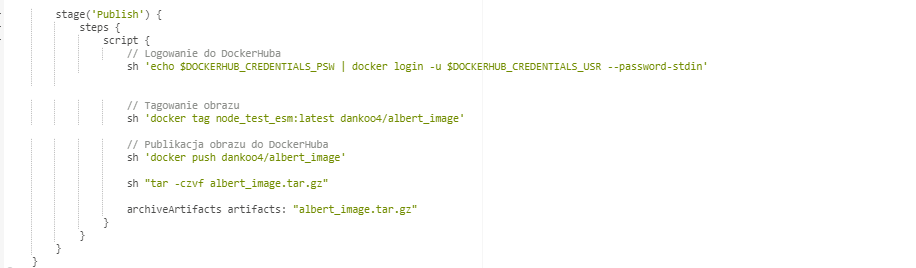 stage('Publish') {
steps {
script {
// Logowanie do DockerHuba
sh 'echo $DOCKERHUB_CREDENTIALS_PSW | docker login -u $DOCKERHUB_CREDENTIALS_USR --password-stdin'
// Tagowanie obrazu
sh 'docker tag node_test_esm:latest dankoo4/albert_image'
// Publikacja obrazu do DockerHuba
sh 'docker push dankoo4/albert_image'
sh "tar -czvf albert_image.tar.gz"
archiveArtifacts artifacts: "albert_image.tar.gz"
}
}
}
}